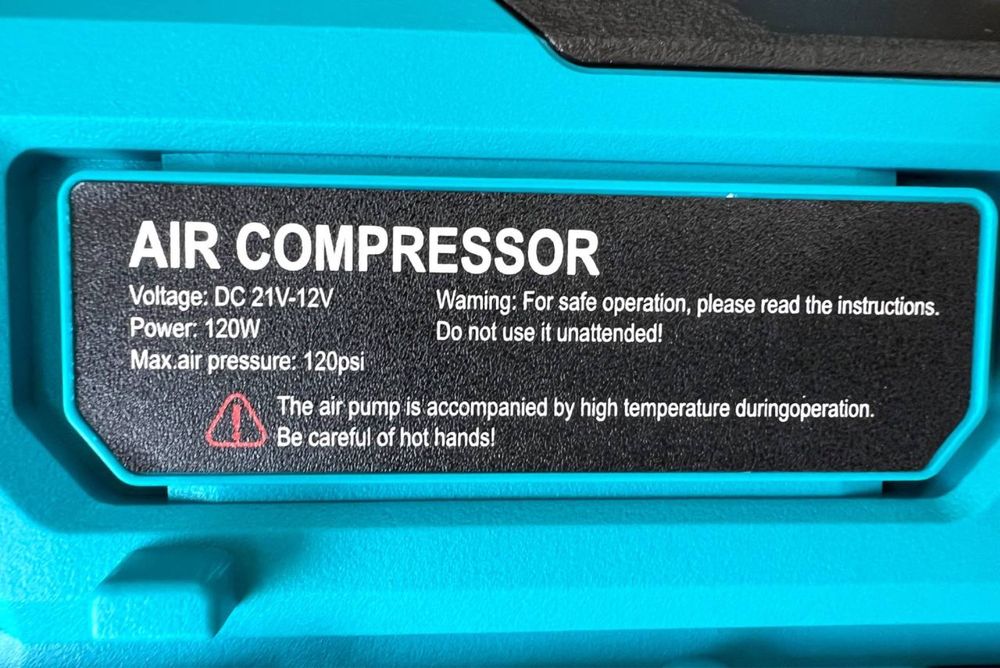 AIR COMPRESSOR
Voltage: DC 21V-12V
Power: 120W
Max.air pressure: 120psi
Warning: For safe operation, please read the instructions.
Do not use it unattended!
The air pump is accompanied by high temperature duringoperation.
Be careful of hot hands!